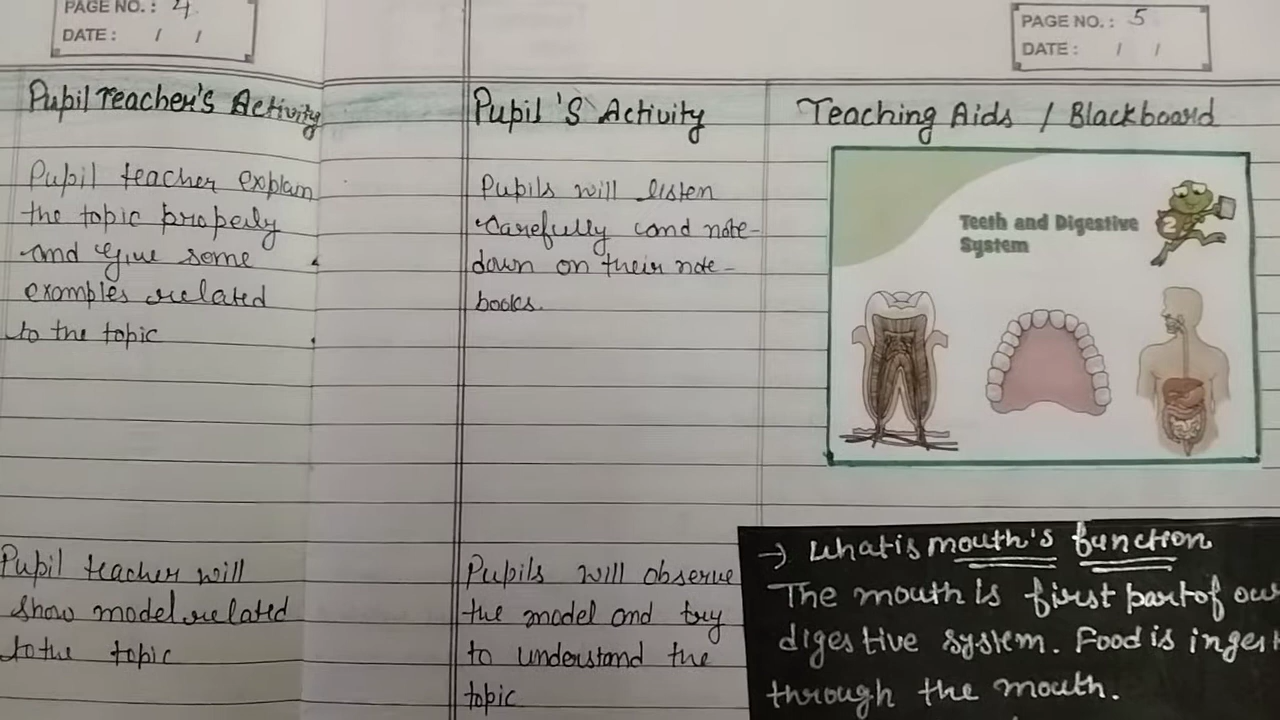 PAGE NO.: 4
DATE: / /
PAGE NO.: 5
DATE: / /
Pupil Teacher's Activity
Pupil teacher explain
the topic properly
and give some
examples related
to the topic
Pupil teacher will
show model related
to the topic
Pupil's Activity
Pupils will listen
carefully and note-
down on their note-
books.
Pupils will observe
the model and try
to understand the
topic
Teaching Aids / Blackboard
Teeth and Digestive
System
2
→ What is mouth's function
The mouth is first part of our
digestive system. Food is ingest
through the mouth.